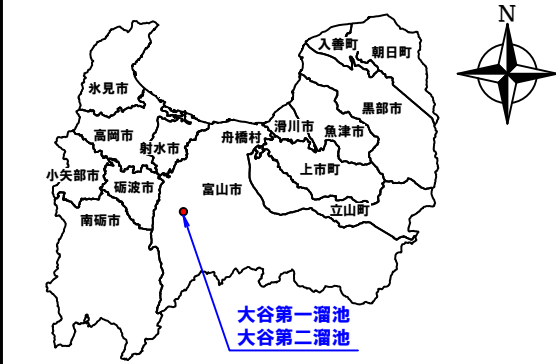 N
入善町
朝日町
氷見市
黒部市
高岡市
射水市
舟橋村
滑川市
魚津市
小矢部市
砺波市
富山市
上市町
立山町
南砺市
大谷第一溜池
大谷第二溜池